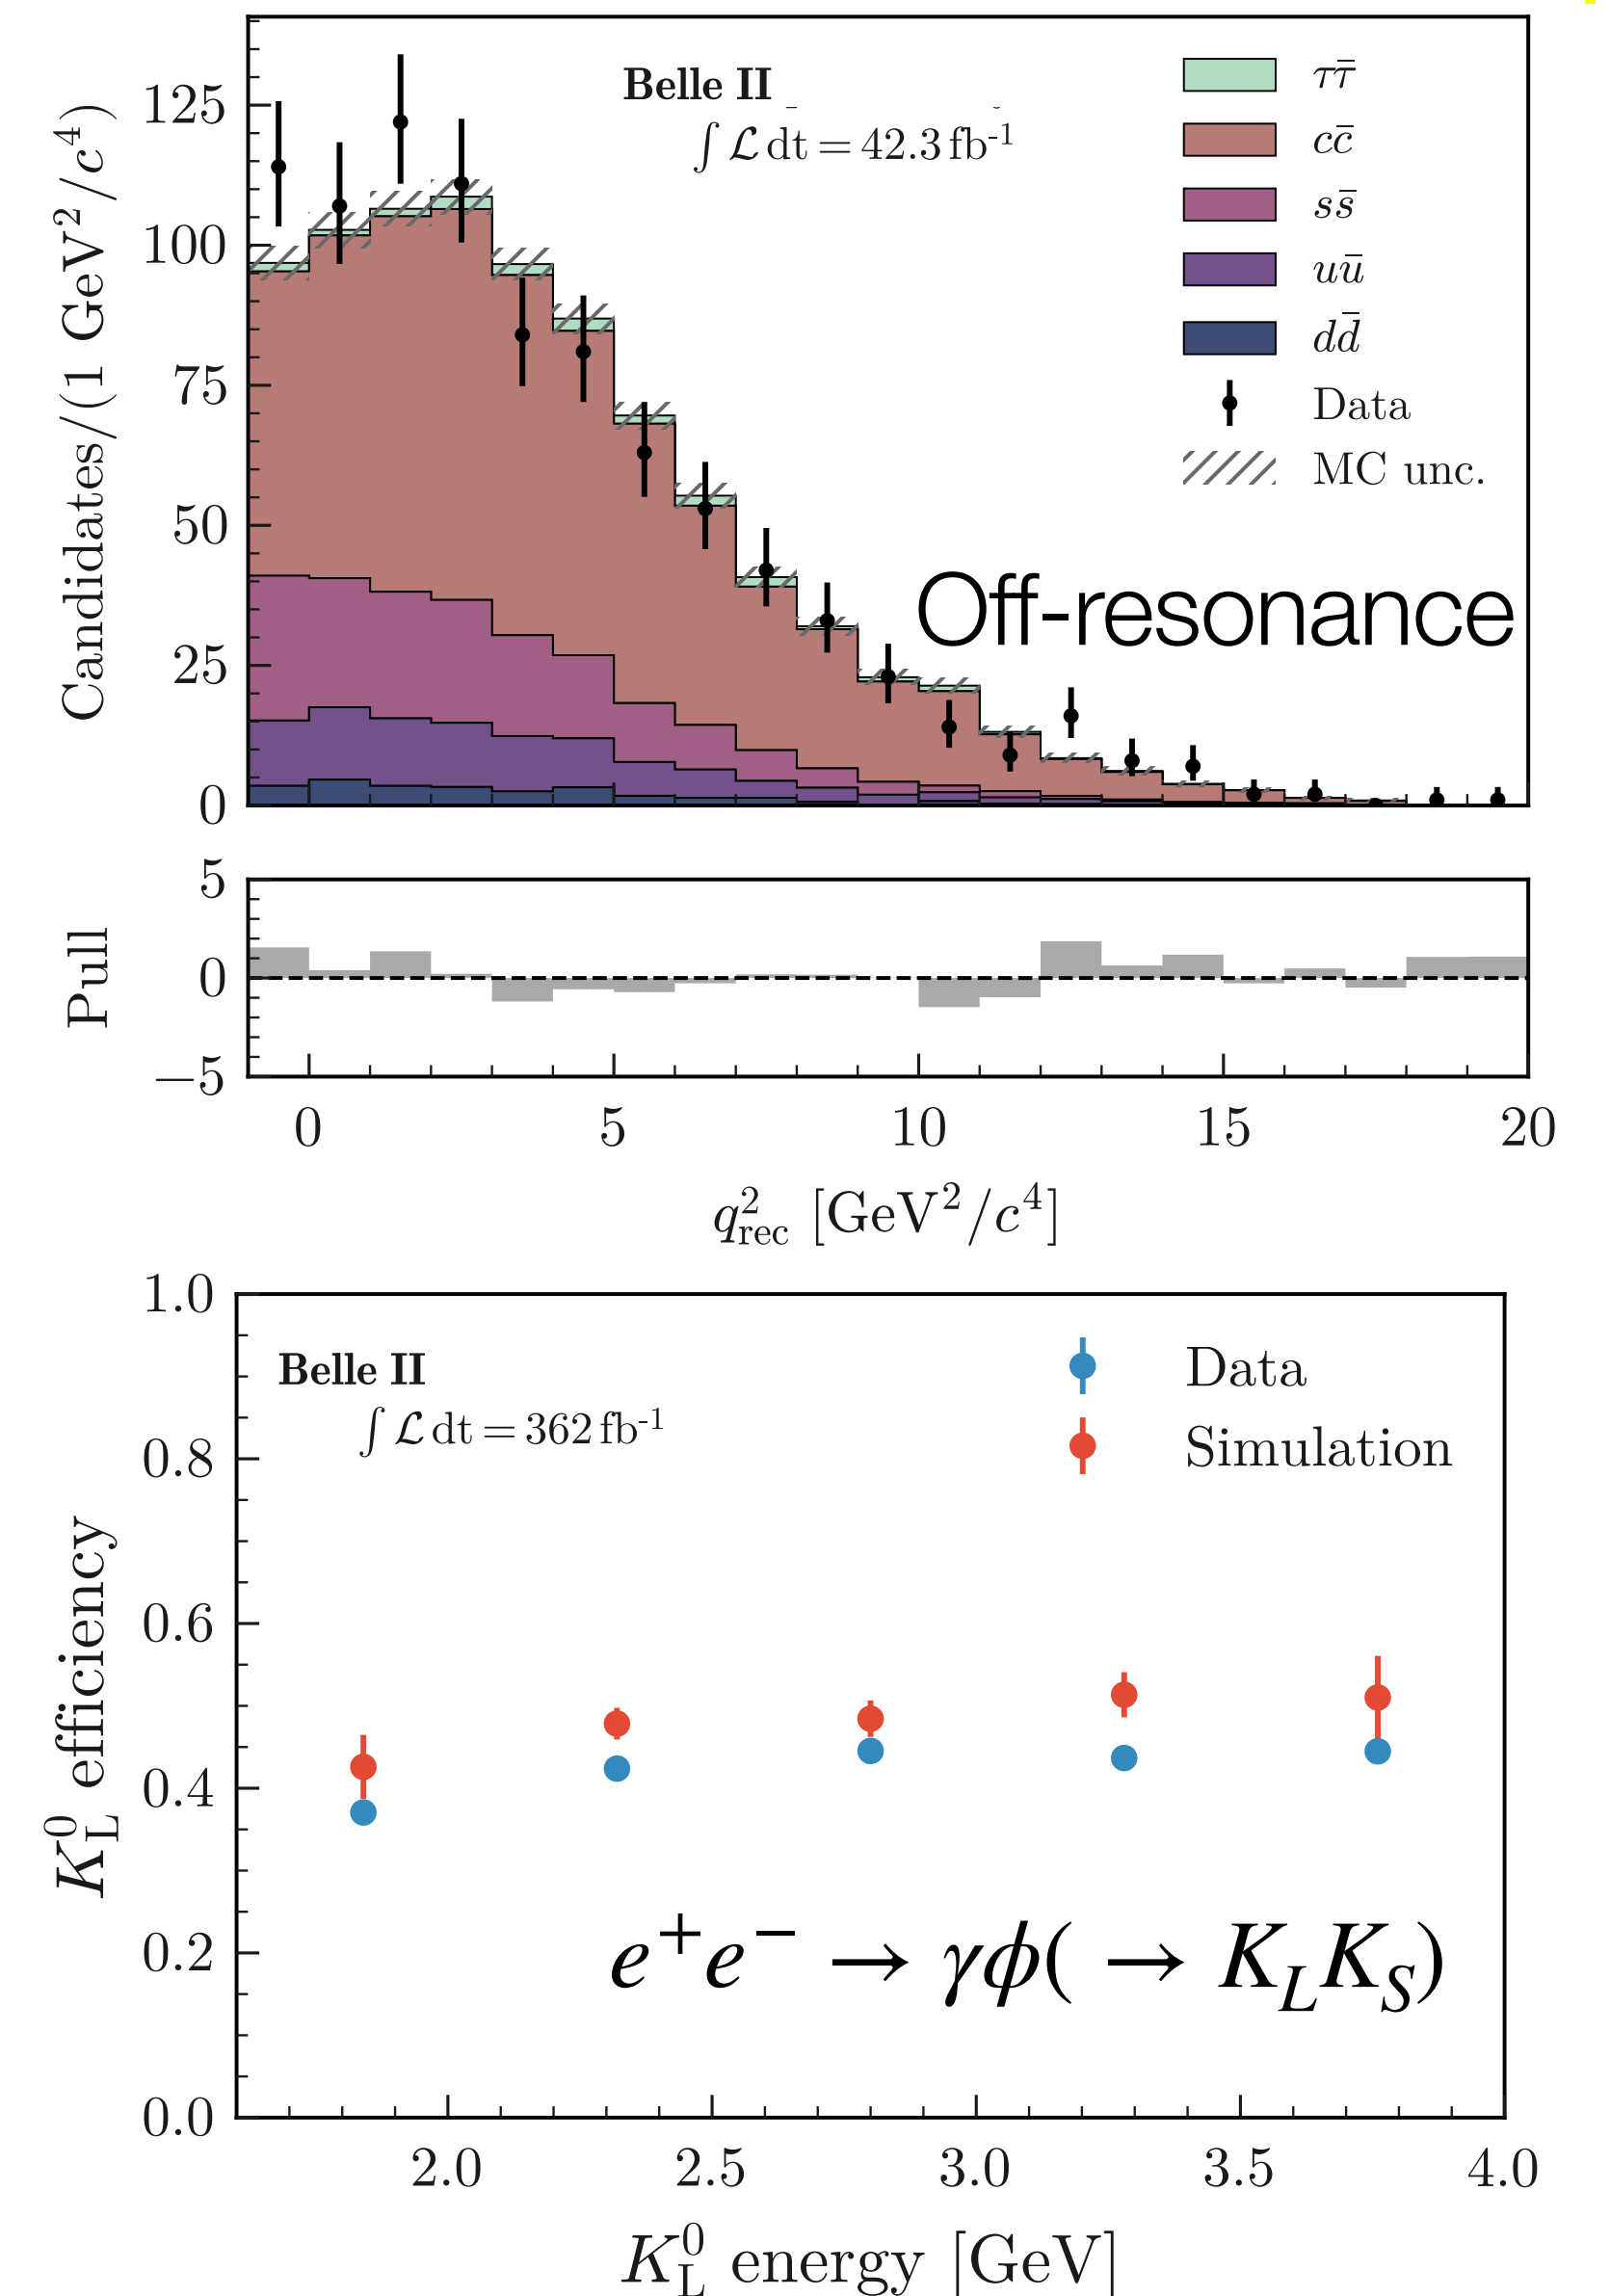 Candidates/(1 GeV²/c⁴)
125
100
75
50
25
0
Belle II
∫ ℒ dt = 42.3 fb⁻¹
ττ̄
cc̄
ss̄
uū
dd̄
Data
MC unc.
Off-resonance
Pull
5
0
−5
0 5 10 15 20
q²rec [GeV²/c⁴]
K⁰L efficiency
1.0
0.8
0.6
0.4
0.2
0.0
Belle II
∫ ℒ dt = 362 fb⁻¹
Data
Simulation
e⁺e⁻ → γϕ( → K_L K_S)
2.0 2.5 3.0 3.5 4.0
K⁰L energy [GeV]